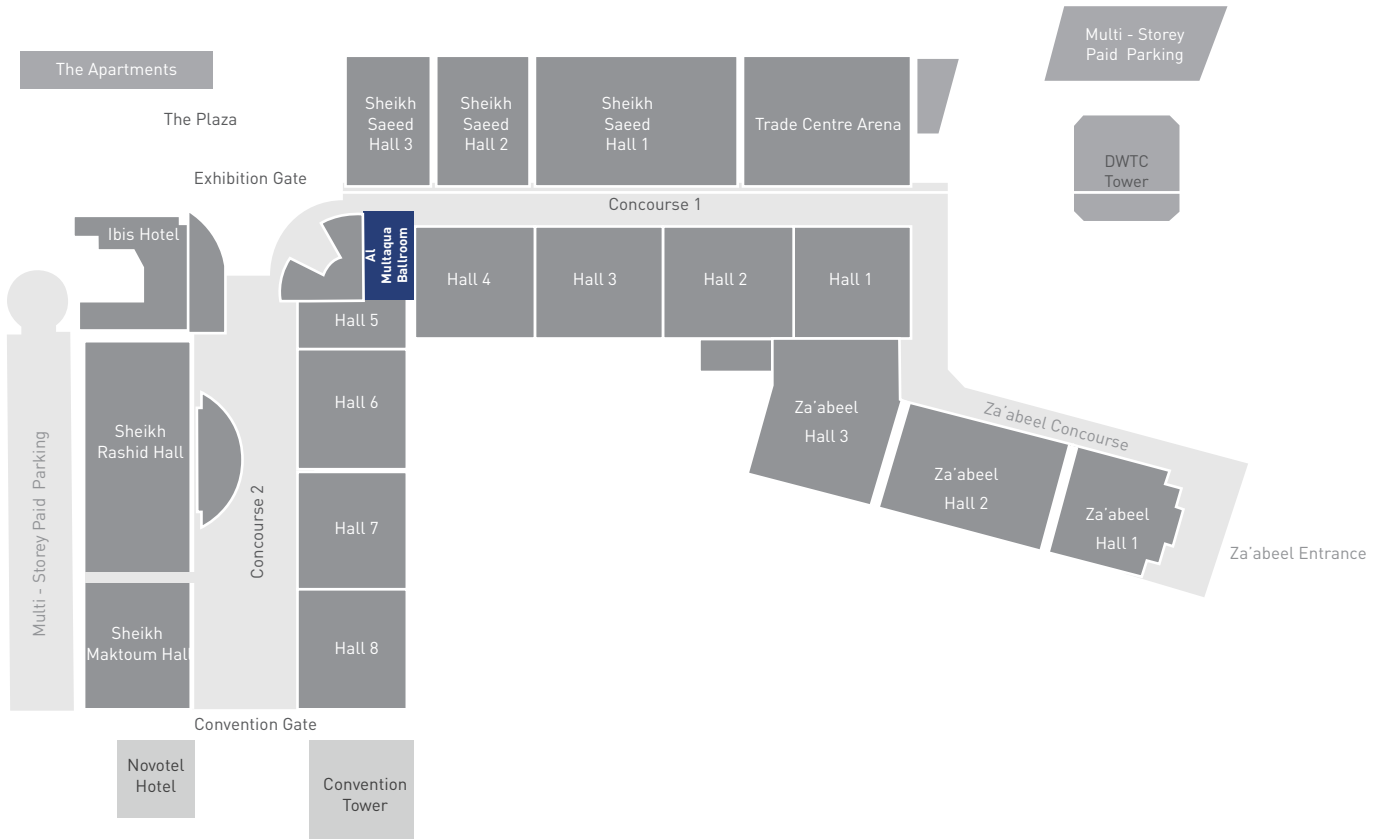 Multi - Storey
Paid Parking
The Apartments
The Plaza
Sheikh
Saeed
Hall 3
Sheikh
Saeed
Hall 2
Sheikh
Saeed
Hall 1
Trade Centre Arena
DWTC
Tower
Exhibition Gate
Concourse 1
Ibis Hotel
Al
Multaqua
Ballroom
Hall 4
Hall 3
Hall 2
Hall 1
Hall 5
Hall 6
Hall 7
Hall 8
Za'abeel
Hall 3
Za'abeel Concourse
Za'abeel
Hall 2
Za'abeel
Hall 1
Za'abeel Entrance
Sheikh
Rashid Hall
Multi - Storey Paid Parking
Concourse 2
Sheikh
Maktoum Hall
Convention Gate
Novotel
Hotel
Convention
Tower